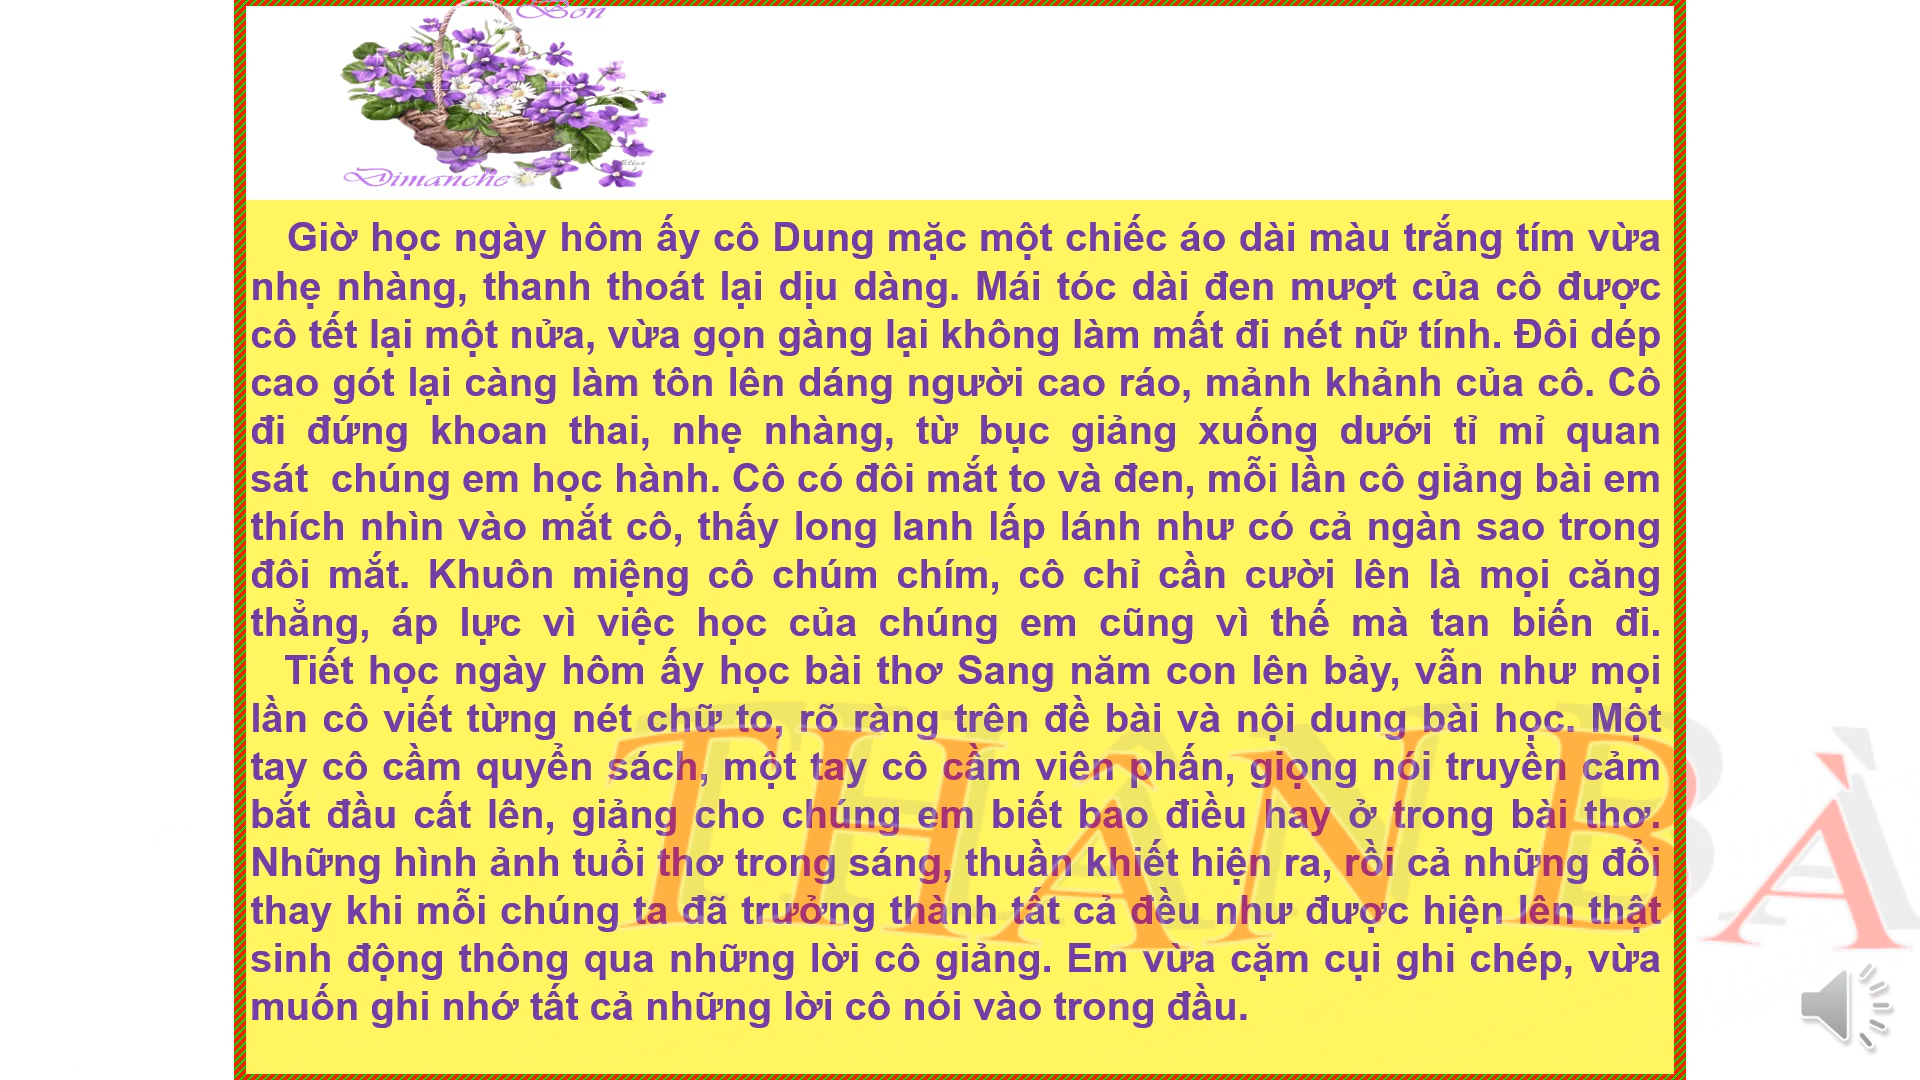 Bon
Dimanche
Giờ học ngày hôm ấy cô Dung mặc một chiếc áo dài màu trắng tím vừa
nhẹ nhàng, thanh thoát lại dịu dàng. Mái tóc dài đen mượt của cô được
cô tết lại một nửa, vừa gọn gàng lại không làm mất đi nét nữ tính. Đôi dép
cao gót lại càng làm tôn lên dáng người cao ráo, mảnh khảnh của cô. Cô
đi đứng khoan thai, nhẹ nhàng, từ bục giảng xuống dưới tỉ mỉ quan
sát  chúng em học hành. Cô có đôi mắt to và đen, mỗi lần cô giảng bài em
thích nhìn vào mắt cô, thấy long lanh lấp lánh như có cả ngàn sao trong
đôi mắt. Khuôn miệng cô chúm chím, cô chỉ cần cười lên là mọi căng
thẳng, áp lực vì việc học của chúng em cũng vì thế mà tan biến đi.
Tiết học ngày hôm ấy học bài thơ Sang năm con lên bảy, vẫn như mọi
lần cô viết từng nét chữ to, rõ ràng trên đề bài và nội dung bài học. Một
tay cô cầm quyển sách, một tay cô cầm viên phấn, giọng nói truyền cảm
bắt đầu cất lên, giảng cho chúng em biết bao điều hay ở trong bài thơ.
Những hình ảnh tuổi thơ trong sáng, thuần khiết hiện ra, rồi cả những đổi
thay khi mỗi chúng ta đã trưởng thành tất cả đều như được hiện lên thật
sinh động thông qua những lời cô giảng. Em vừa cặm cụi ghi chép, vừa
muốn ghi nhớ tất cả những lời cô nói vào trong đầu.